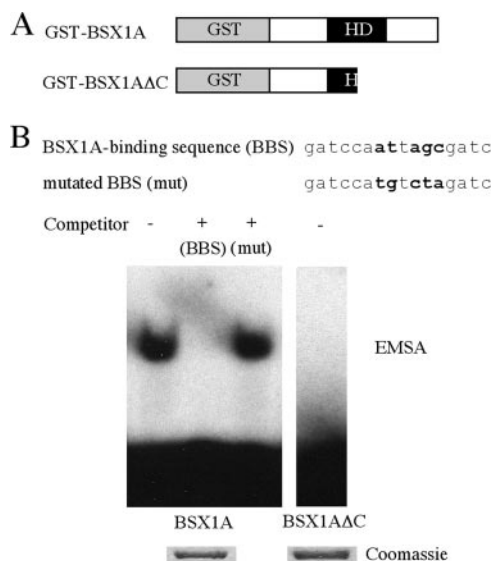 A
GST-BSX1A GST HD
GST-BSX1AΔC GST H
B
BSX1A-binding sequence (BBS) gatccaattagcgatc
mutated BBS (mut) gatccatgtctagatc
Competitor - + + -
(BBS) (mut)
EMSA
BSX1A BSX1AΔC
Coomassie